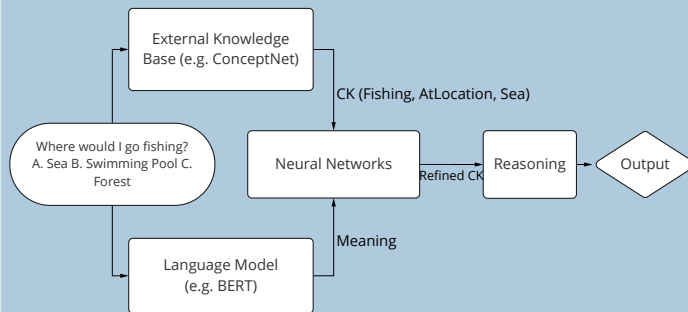 External Knowledge
Base (e.g. ConceptNet)
CK (Fishing, AtLocation, Sea)
Where would I go fishing?
A. Sea B. Swimming Pool C.
Forest
Neural Networks
Refined CK
Reasoning
Output
Meaning
Language Model
(e.g. BERT)